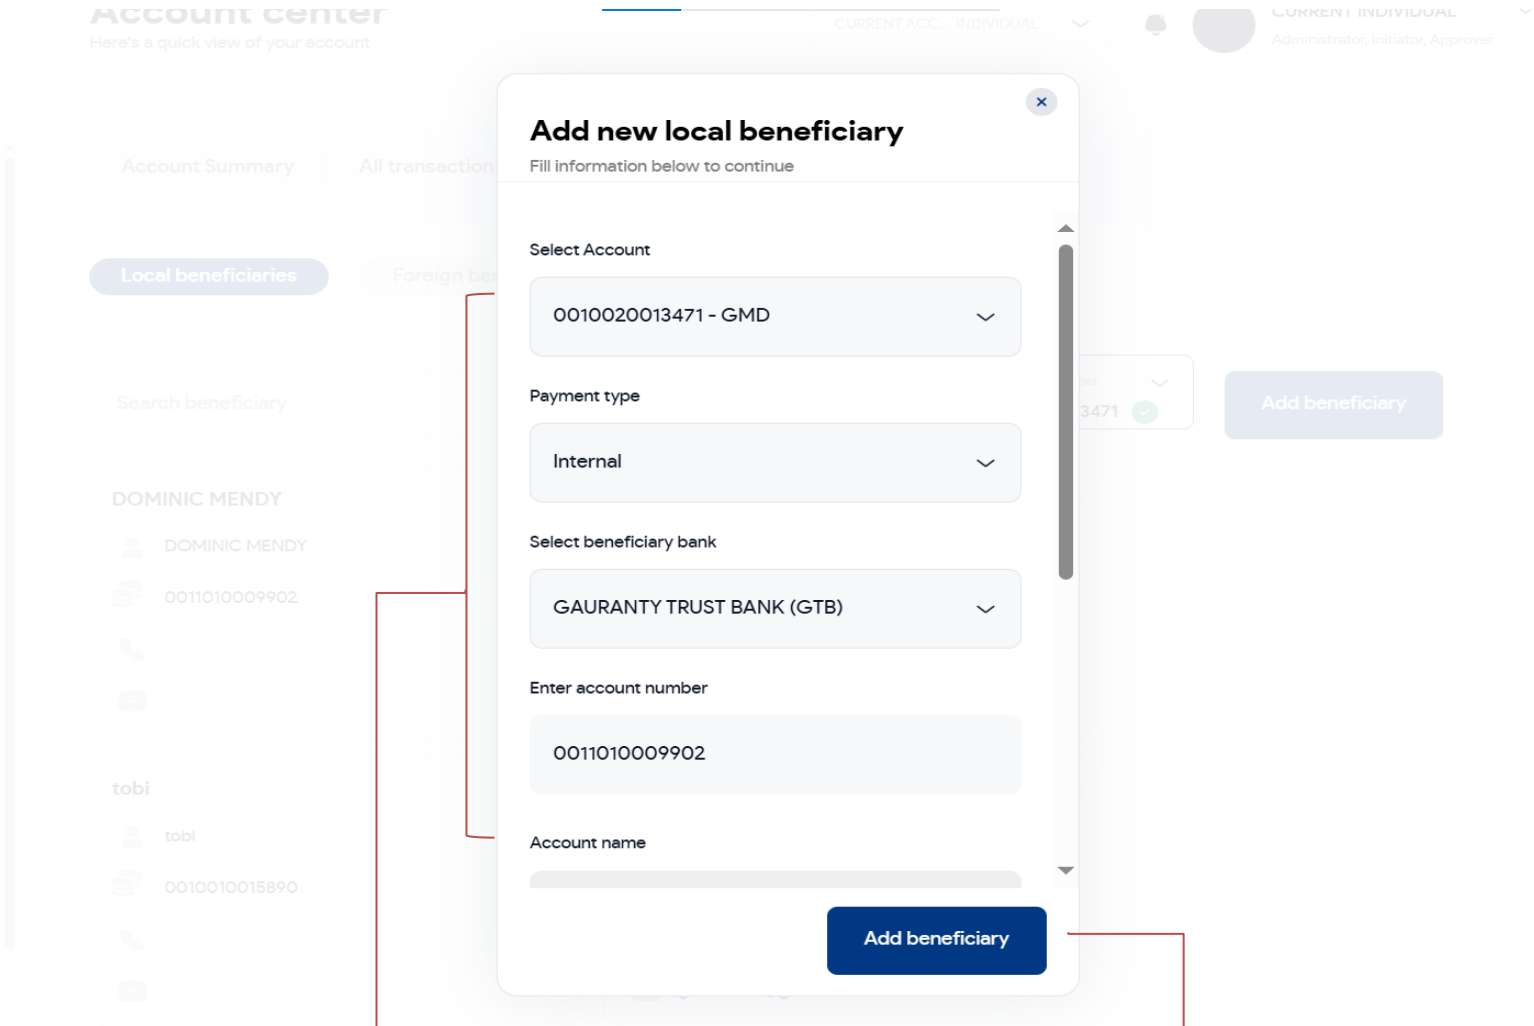 Account center
Here's a quick view of your account
CURRENT ACC. INDIVIDUAL
CURRENT INDIVIDUAL
Administrator, Initiator, Approver
Add new local beneficiary
Fill information below to continue
Account Summary
All transactions
Local beneficiaries
Foreign be
Select Account
0010020013471 - GMD
Payment type
Internal
Search beneficiary
3471
Add beneficiary
DOMINIC MENDY
DOMINIC MENDY
0011010009902
Select beneficiary bank
GAURANTY TRUST BANK (GTB)
Enter account number
0011010009902
tobi
tobi
0010010015890
Account name
Add beneficiary